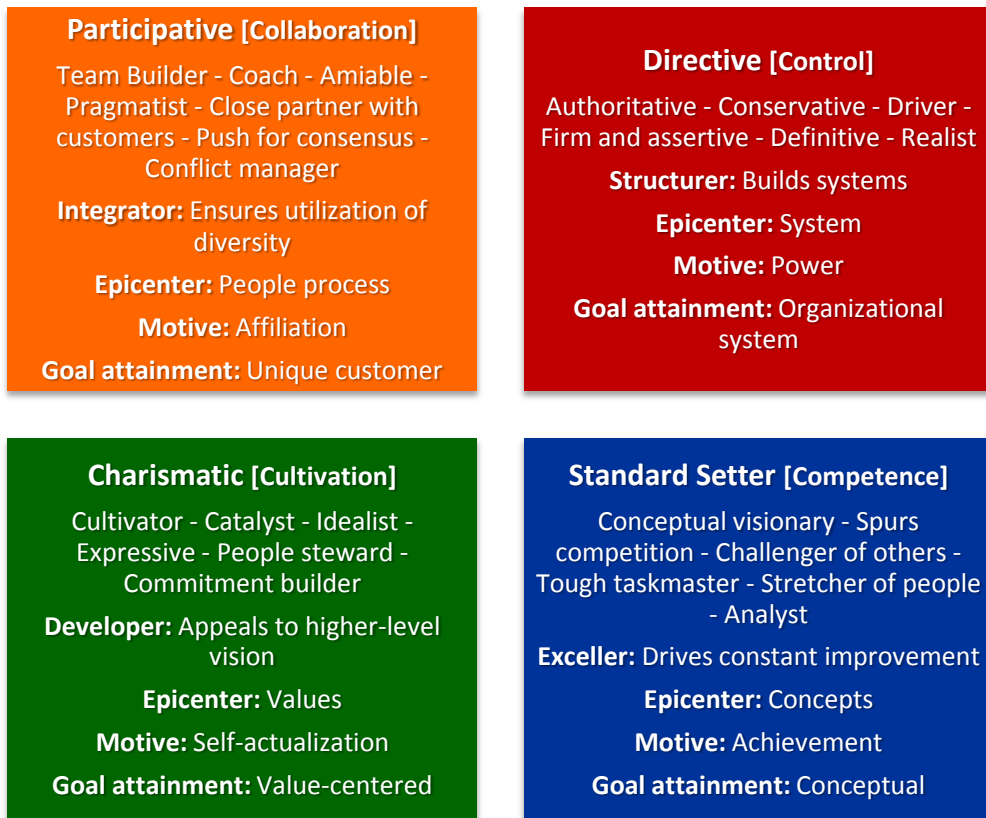 Participative [Collaboration]
Team Builder - Coach - Amiable -
Pragmatist - Close partner with
customers - Push for consensus -
Conflict manager
Integrator: Ensures utilization of
diversity
Epicenter: People process
Motive: Affiliation
Goal attainment: Unique customer
Directive [Control]
Authoritative - Conservative - Driver -
Firm and assertive - Definitive - Realist
Structurer: Builds systems
Epicenter: System
Motive: Power
Goal attainment: Organizational
system
Charismatic [Cultivation]
Cultivator - Catalyst - Idealist -
Expressive - People steward -
Commitment builder
Developer: Appeals to higher-level
vision
Epicenter: Values
Motive: Self-actualization
Goal attainment: Value-centered
Standard Setter [Competence]
Conceptual visionary - Spurs
competition - Challenger of others -
Tough taskmaster - Stretcher of people
- Analyst
Exceller: Drives constant improvement
Epicenter: Concepts
Motive: Achievement
Goal attainment: Conceptual